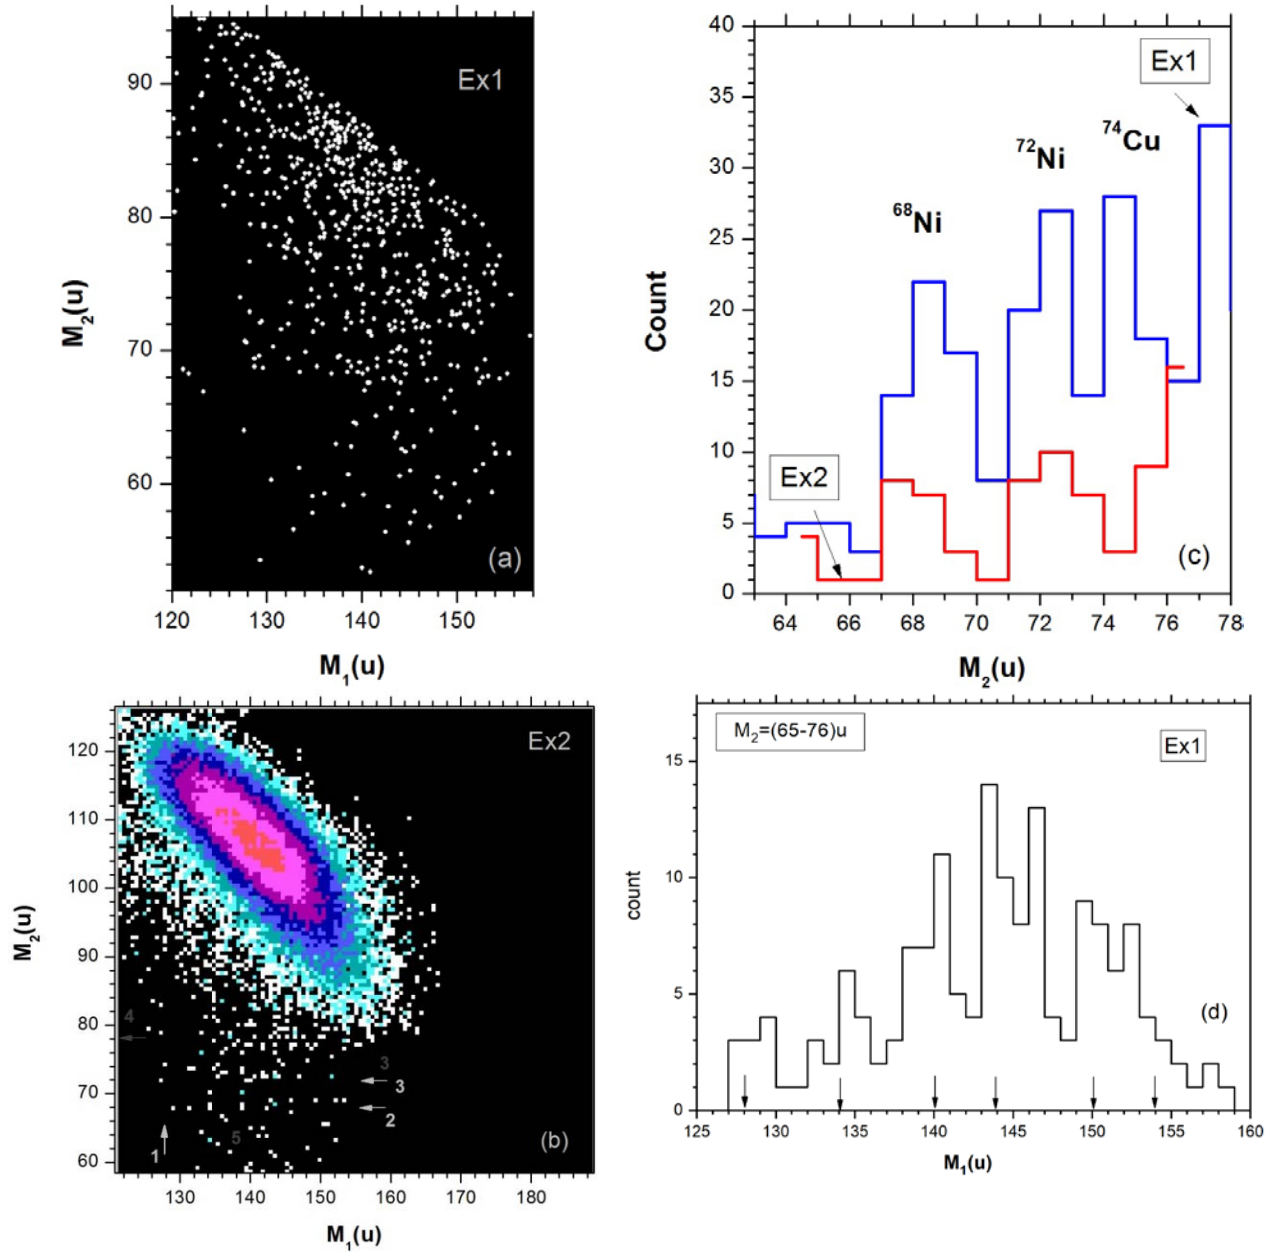 Ex1
90
80
70
60
M2(u)
(a)
120 130 140 150
M1(u)
40
35
30
25
20
15
10
5
0
Count
Ex1
74Cu
72Ni
68Ni
Ex2
(c)
64 66 68 70 72 74 76 78
M2(u)
Ex2
120
110
100
90
80
70
60
M2(u)
4
3
3
2
5
1
(b)
130 140 150 160 170 180
M1(u)
M2=(65-76)u
Ex1
15
10
5
0
count
(d)
125 130 135 140 145 150 155 160
M1(u)